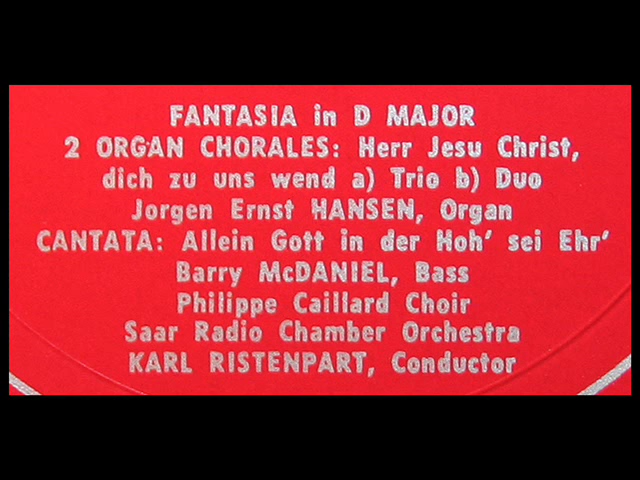 FANTASIA in D MAJOR
2 ORGAN CHORALES: Herr Jesu Christ,
dich zu uns wend a) Trio b) Duo
Jorgen Ernst HANSEN, Organ
CANTATA: Allein Gott in der Hoh' sei Ehr'
Barry McDANIEL, Bass
Philippe Caillard Choir
Saar Radio Chamber Orchestra
KARL RISTENPART, Conductor